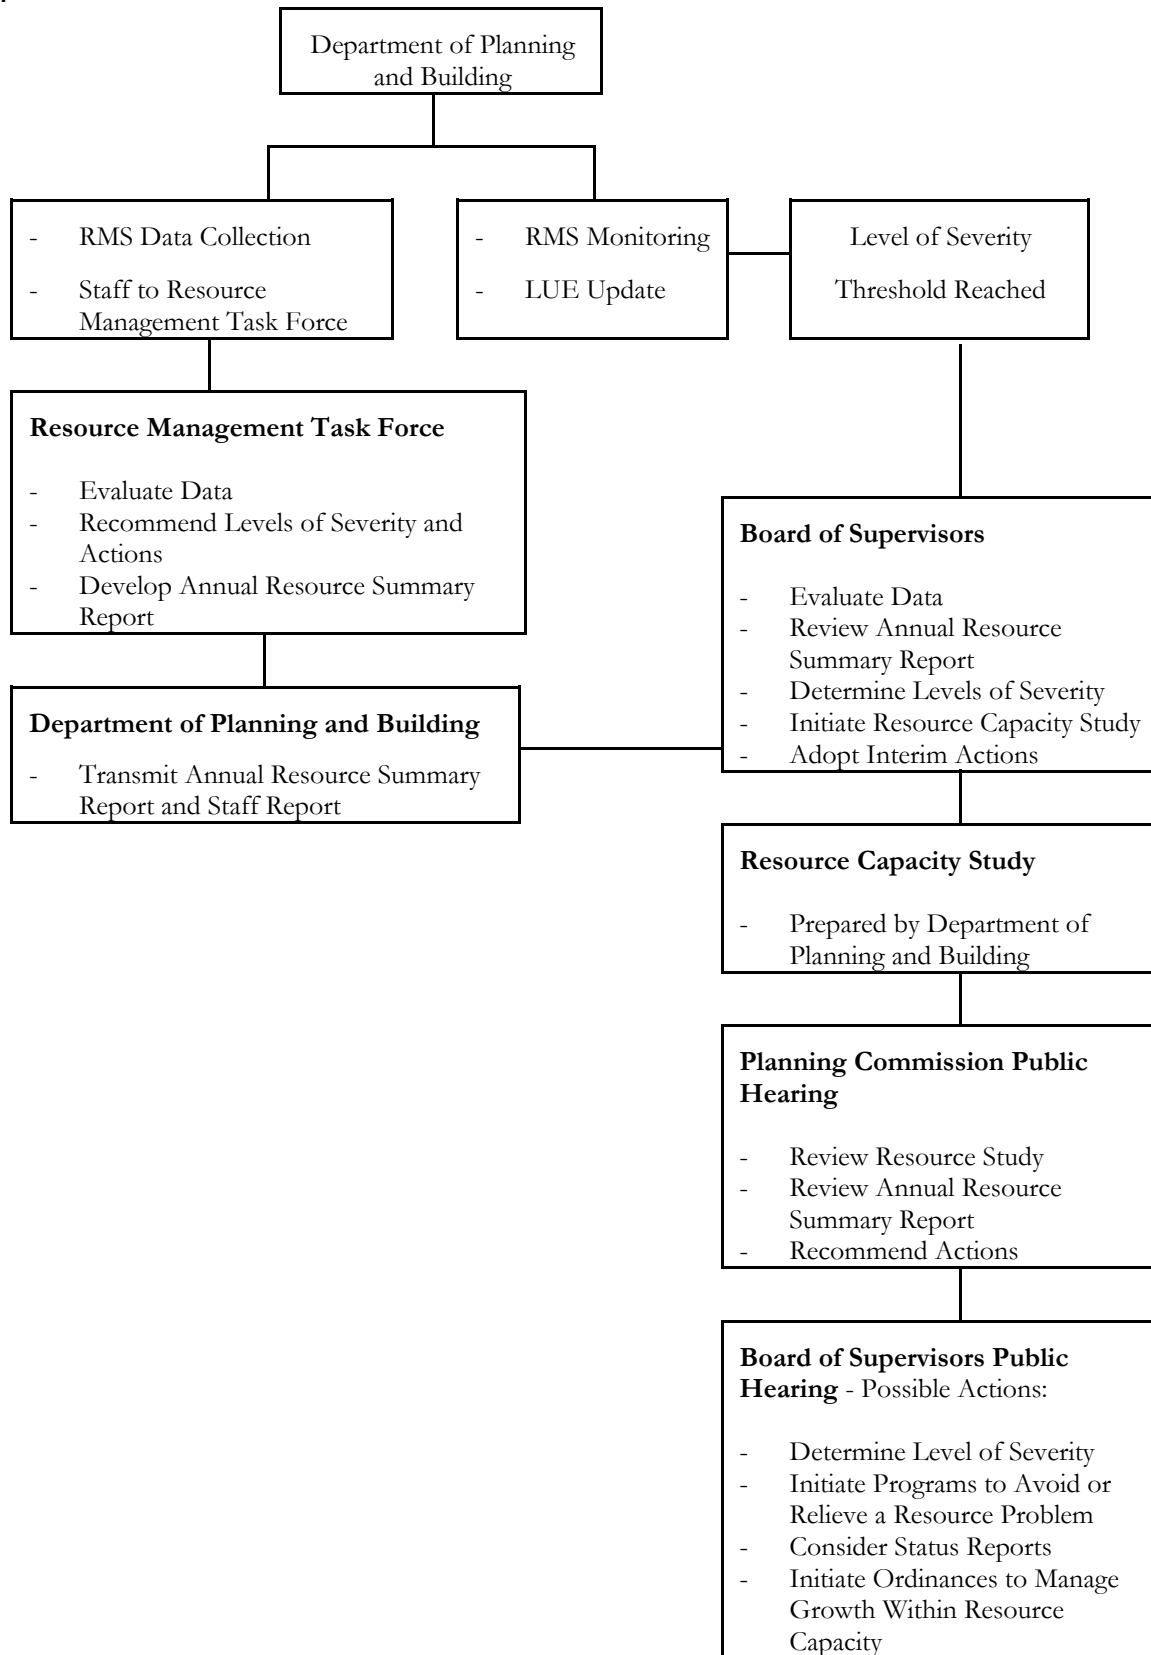 Department of Planning
and Building
- RMS Data Collection
- Staff to Resource
Management Task Force
- RMS Monitoring
- LUE Update
Level of Severity
Threshold Reached
Resource Management Task Force
- Evaluate Data
- Recommend Levels of Severity and
Actions
- Develop Annual Resource Summary
Report
Department of Planning and Building
- Transmit Annual Resource Summary
Report and Staff Report
Board of Supervisors
- Evaluate Data
- Review Annual Resource
Summary Report
- Determine Levels of Severity
- Initiate Resource Capacity Study
- Adopt Interim Actions
Resource Capacity Study
- Prepared by Department of
Planning and Building
Planning Commission Public
Hearing
- Review Resource Study
- Review Annual Resource
Summary Report
- Recommend Actions
Board of Supervisors Public
Hearing - Possible Actions:
- Determine Level of Severity
- Initiate Programs to Avoid or
Relieve a Resource Problem
- Consider Status Reports
- Initiate Ordinances to Manage
Growth Within Resource
Capacity